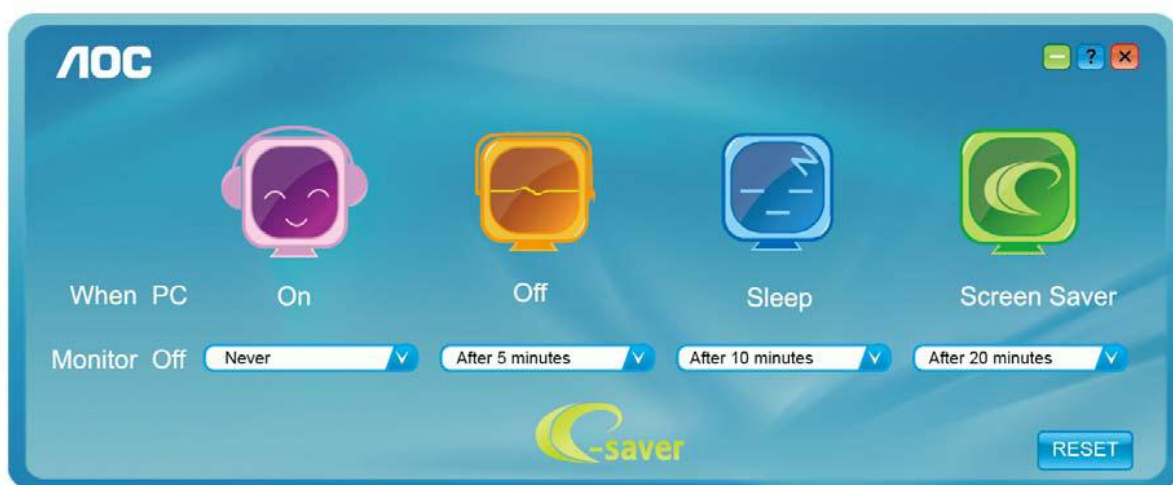 AOC
?
When PC On Off Sleep Screen Saver
Monitor Off Never After 5 minutes After 10 minutes After 20 minutes
e-saver
RESET